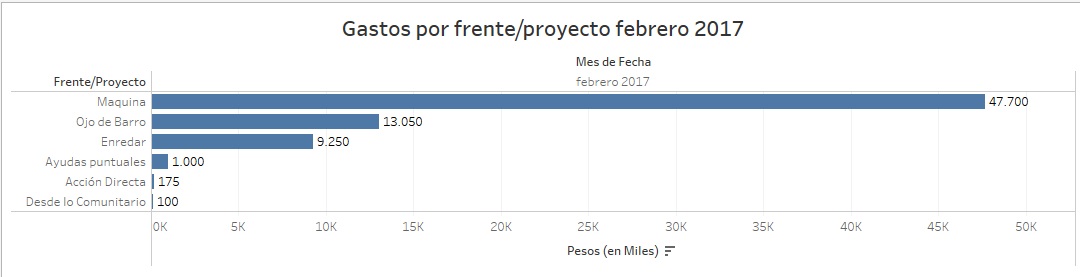 Gastos por frente/proyecto febrero 2017
Mes de Fecha
Frente/Proyecto febrero 2017
Maquina 47.700
Ojo de Barro 13.050
Enredar 9.250
Ayudas puntuales 1.000
Acción Directa 175
Desde lo Comunitario 100
0K 5K 10K 15K 20K 25K 30K 35K 40K 45K 50K
Pesos (en Miles)